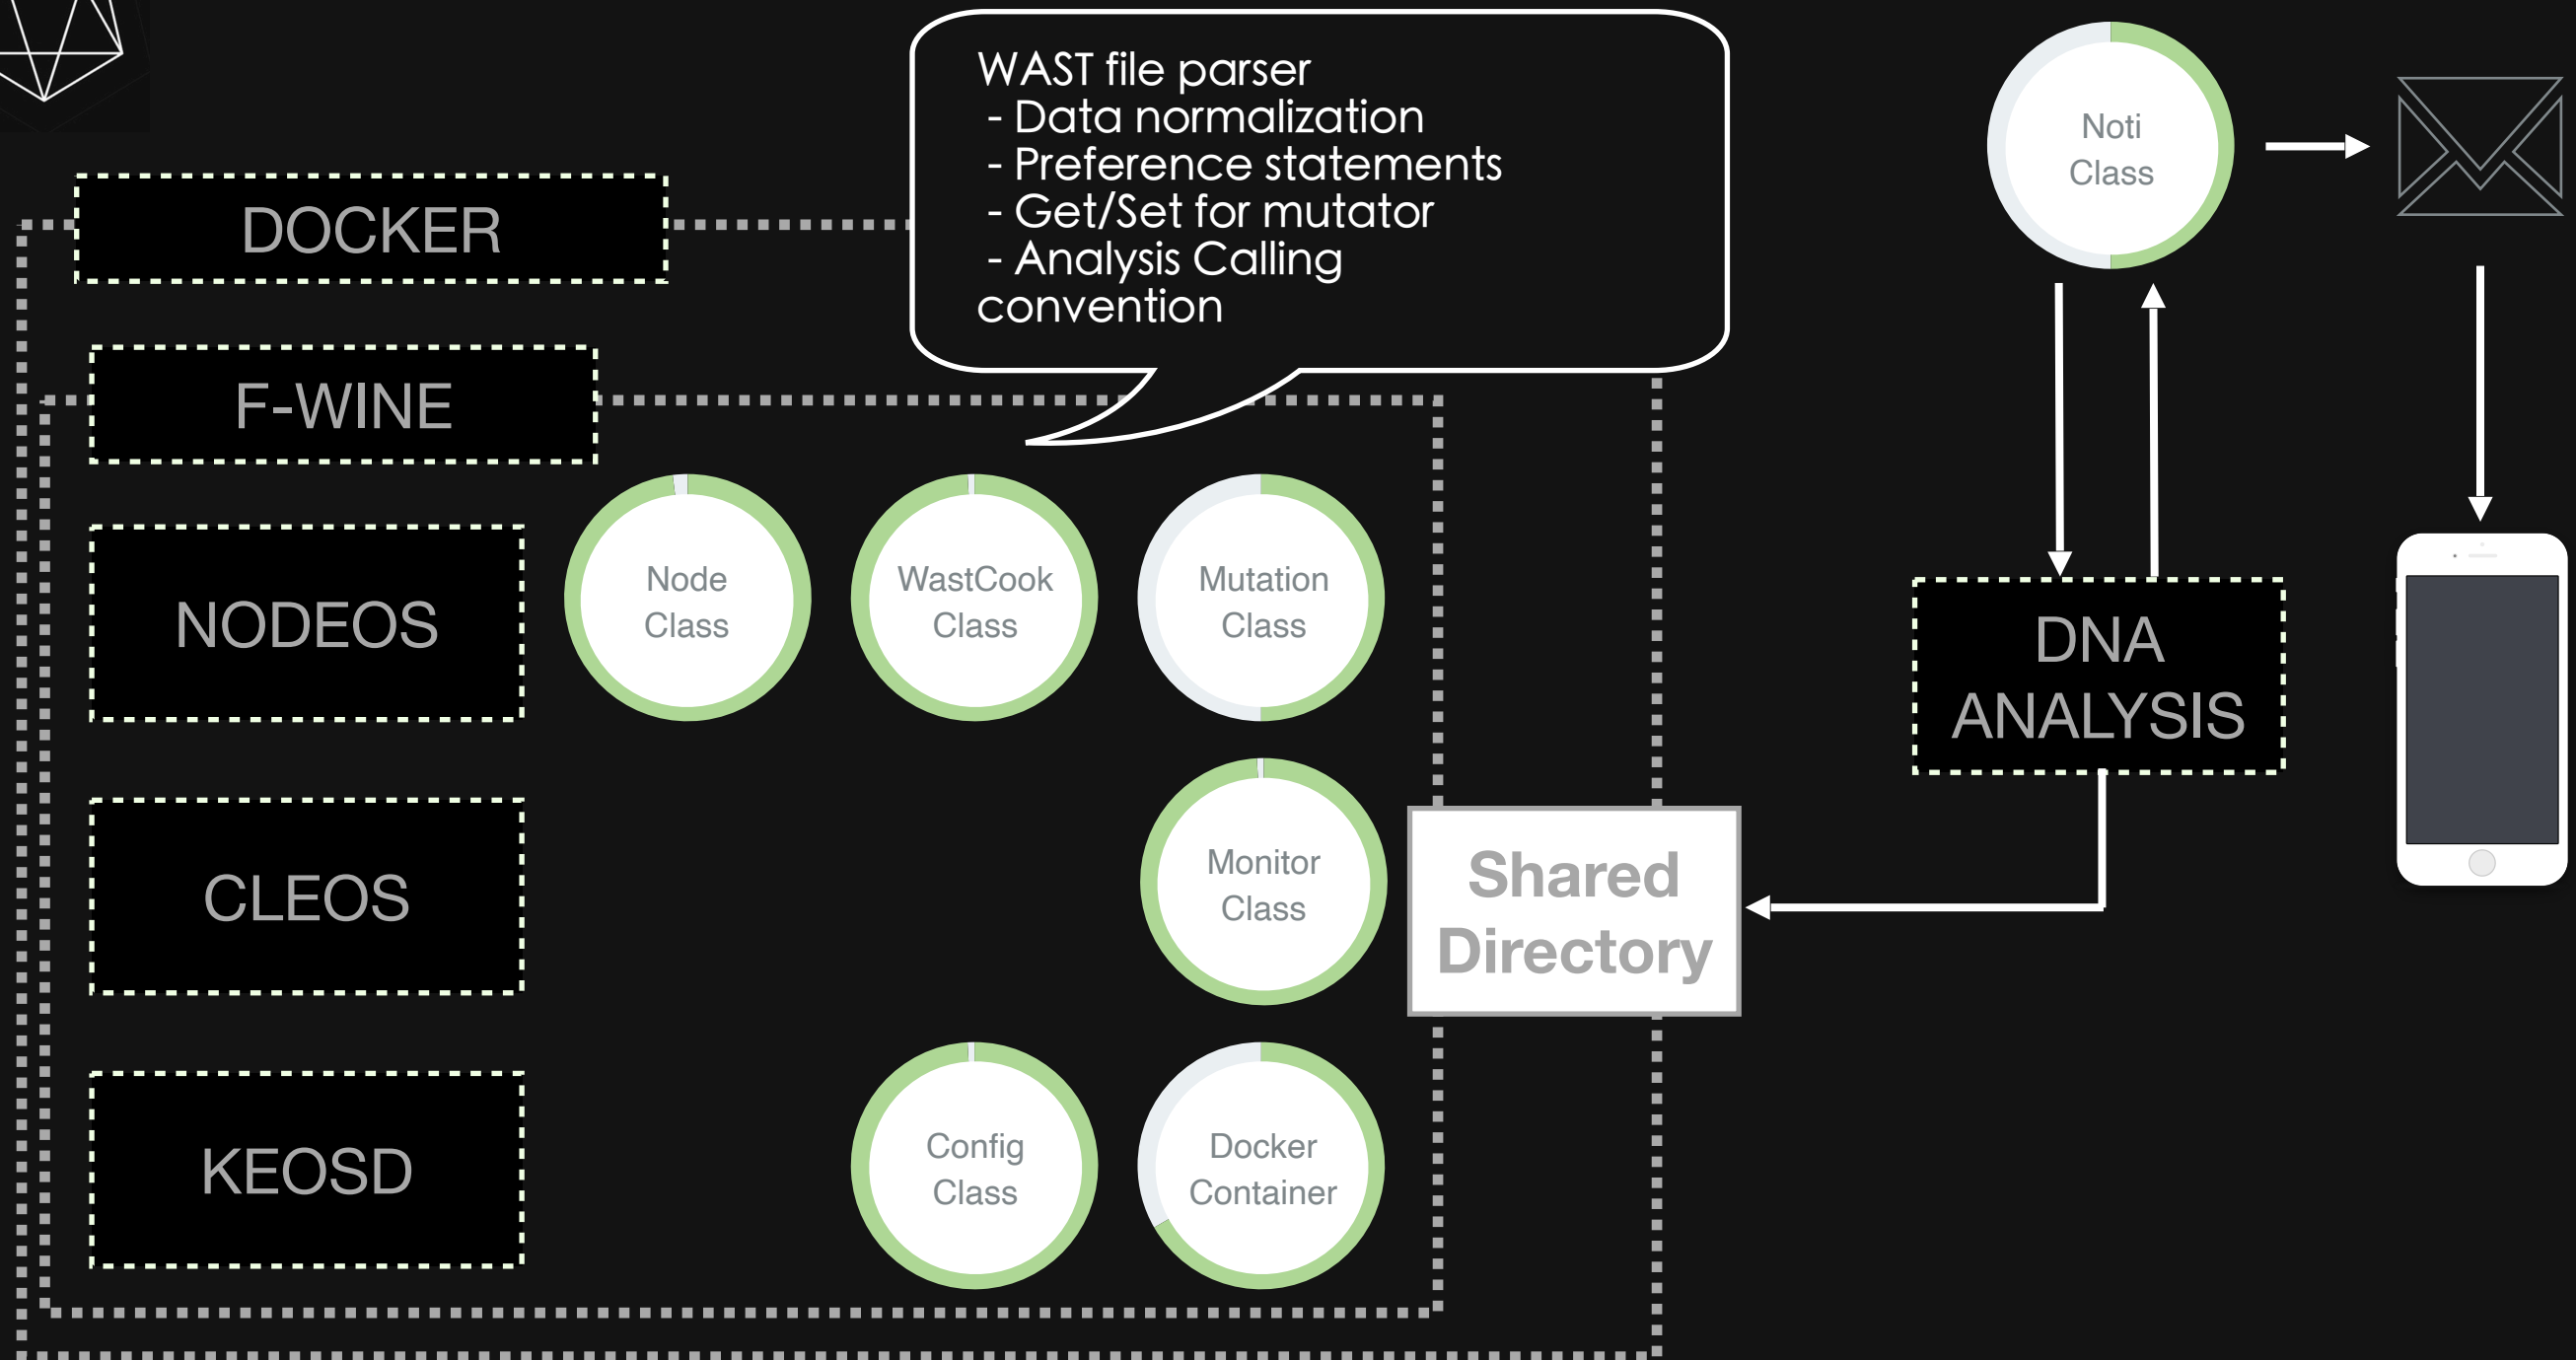 WAST file parser
- Data normalization
- Preference statements
- Get/Set for mutator
- Analysis Calling
convention
Noti
Class
DOCKER
F-WINE
NODEOS
Node
Class
WastCook
Class
Mutation
Class
DNA
ANALYSIS
CLEOS
Monitor
Class
Shared
Directory
KEOSD
Config
Class
Docker
Container